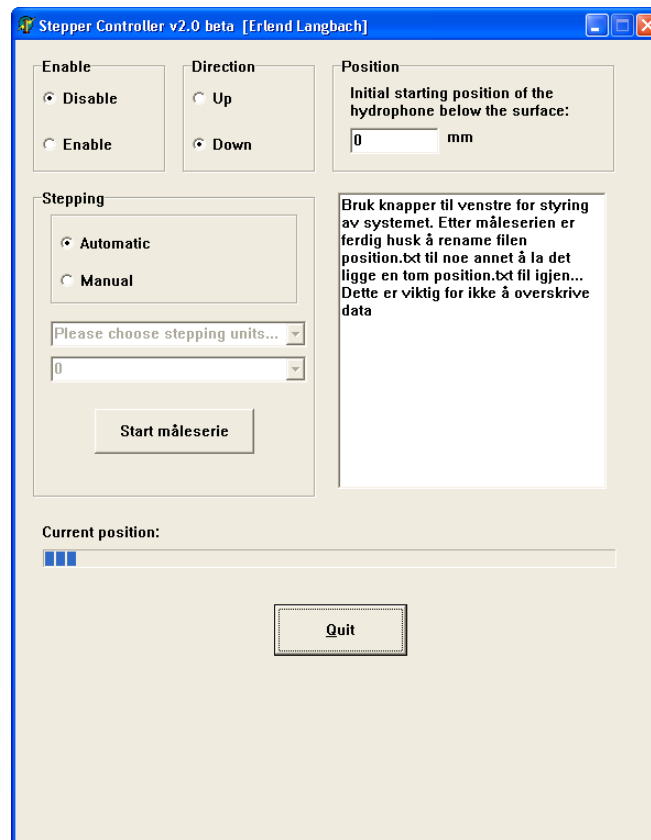 Stepper Controller v2.0 beta  [Erlend Langbach]
Enable
Disable
Enable
Direction
Up
Down
Position
Initial starting position of the
hydrophone below the surface:
0 mm
Stepping
Automatic
Manual
Please choose stepping units...
0
Start måleserie
Bruk knapper til venstre for styring
av systemet. Etter måleserien er
ferdig husk å rename filen
position.txt til noe annet å la det
ligge en tom position.txt fil igjen...
Dette er viktig for ikke å overskrive
data
Current position:
Quit